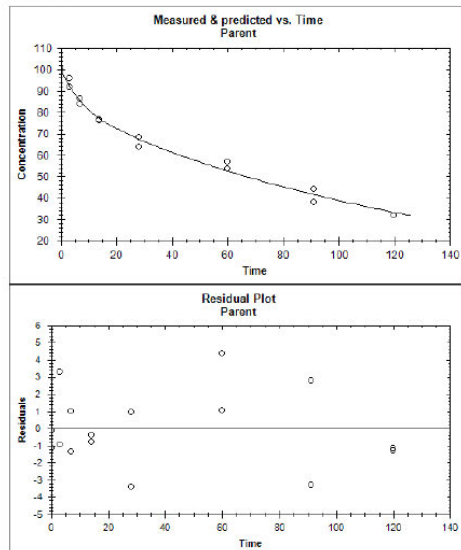 Measured & predicted vs. Time
Parent
Concentration
110
100
90
80
70
60
50
40
30
20
0 20 40 60 80 100 120 140
Time
Residual Plot
Parent
Residuals
6
5
4
3
2
1
0
-1
-2
-3
-4
-5
0 20 40 60 80 100 120 140
Time